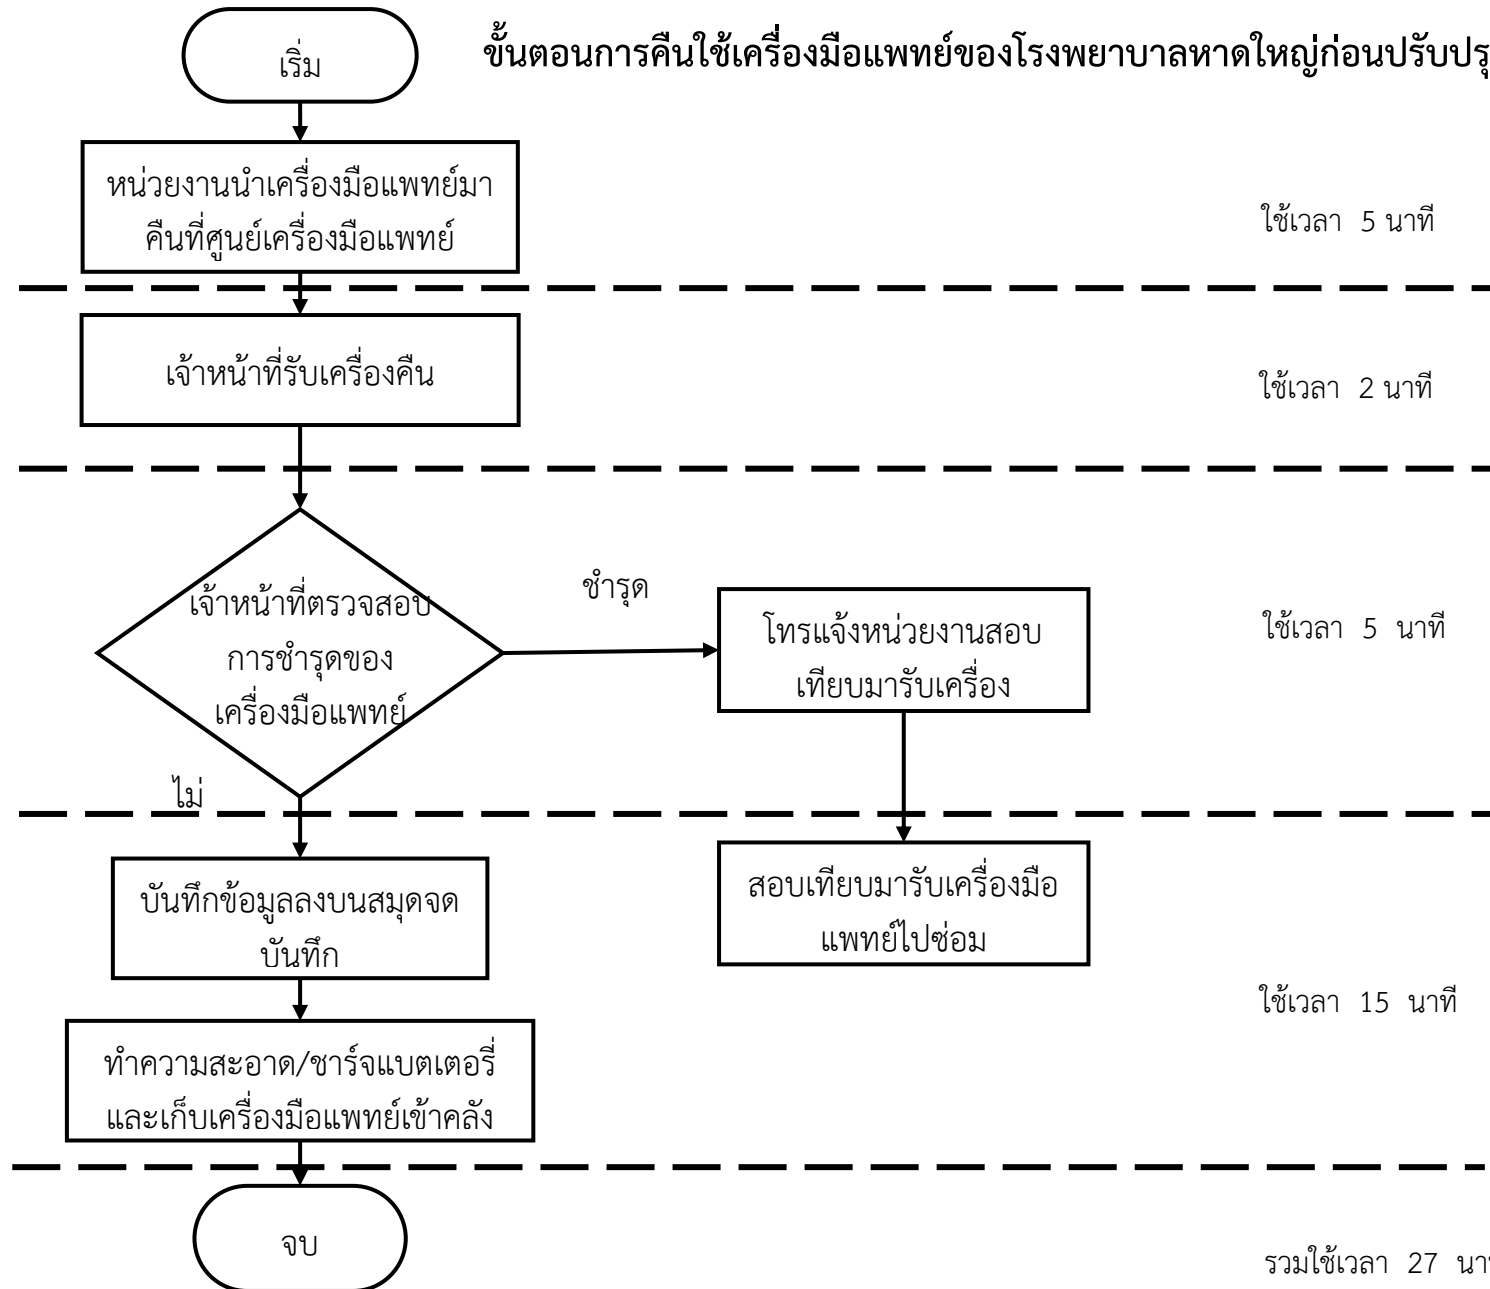 เริ่ม
ขั้นตอนการคืนใช้เครื่องมือแพทย์ของโรงพยาบาลหาดใหญ่ก่อนปรับปรุ
หน่วยงานนำเครื่องมือแพทย์มา
คืนที่ศูนย์เครื่องมือแพทย์
ใช้เวลา 5 นาที
เจ้าหน้าที่รับเครื่องคืน
ใช้เวลา 2 นาที
เจ้าหน้าที่ตรวจสอบ
การชำรุดของ
เครื่องมือแพทย์
ชำรุด
โทรแจ้งหน่วยงานสอบ
เทียบมารับเครื่อง
ใช้เวลา 5 นาที
ไม่
บันทึกข้อมูลลงบนสมุดจด
บันทึก
สอบเทียบมารับเครื่องมือ
แพทย์ไปซ่อม
ใช้เวลา 15 นาที
ทำความสะอาด/ชาร์จแบตเตอรี่
และเก็บเครื่องมือแพทย์เข้าคลัง
จบ
รวมใช้เวลา 27